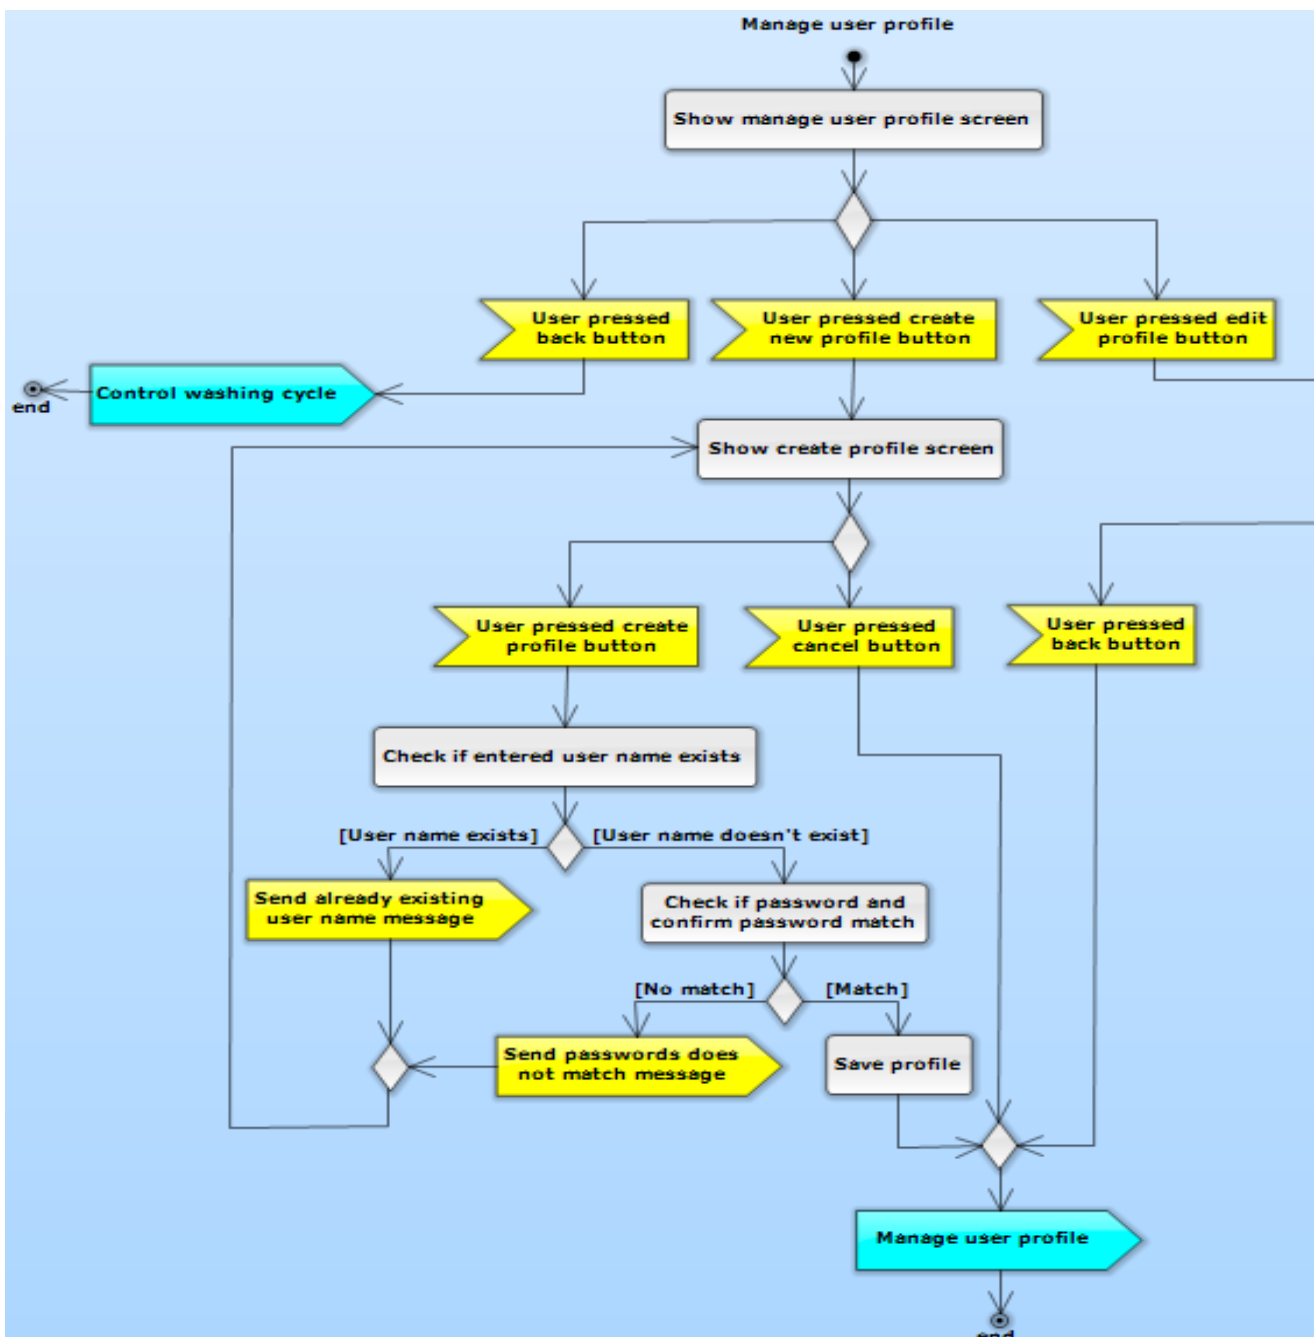 Manage user profile
Show manage user profile screen
User pressed
back button
User pressed create
new profile button
User pressed edit
profile button
Control washing cycle
end
Show create profile screen
User pressed create
profile button
User pressed
cancel button
User pressed
back button
Check if entered user name exists
[User name exists]
[User name doesn't exist]
Send already existing
user name message
Check if password and
confirm password match
[No match]
[Match]
Send passwords does
not match message
Save profile
Manage user profile
end